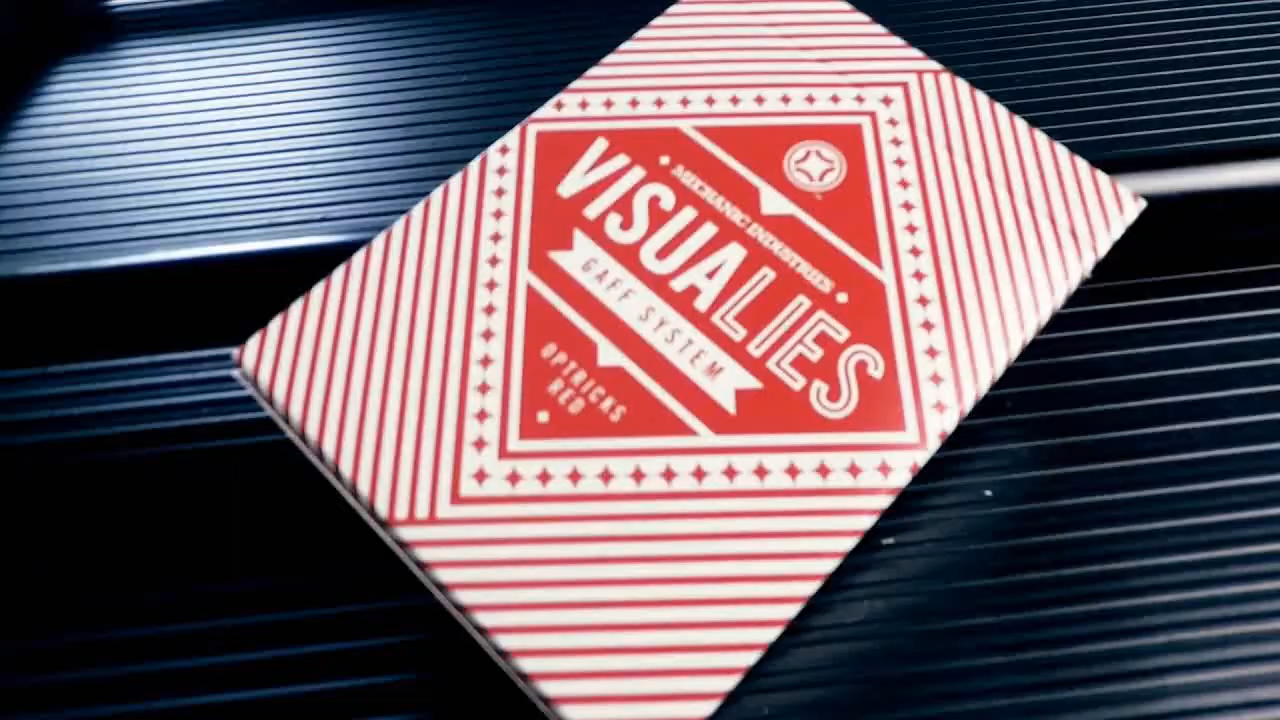 MECHANIC INDUSTRIES
VISUALIES
GAFF SYSTEM
OPTRICKS
RED